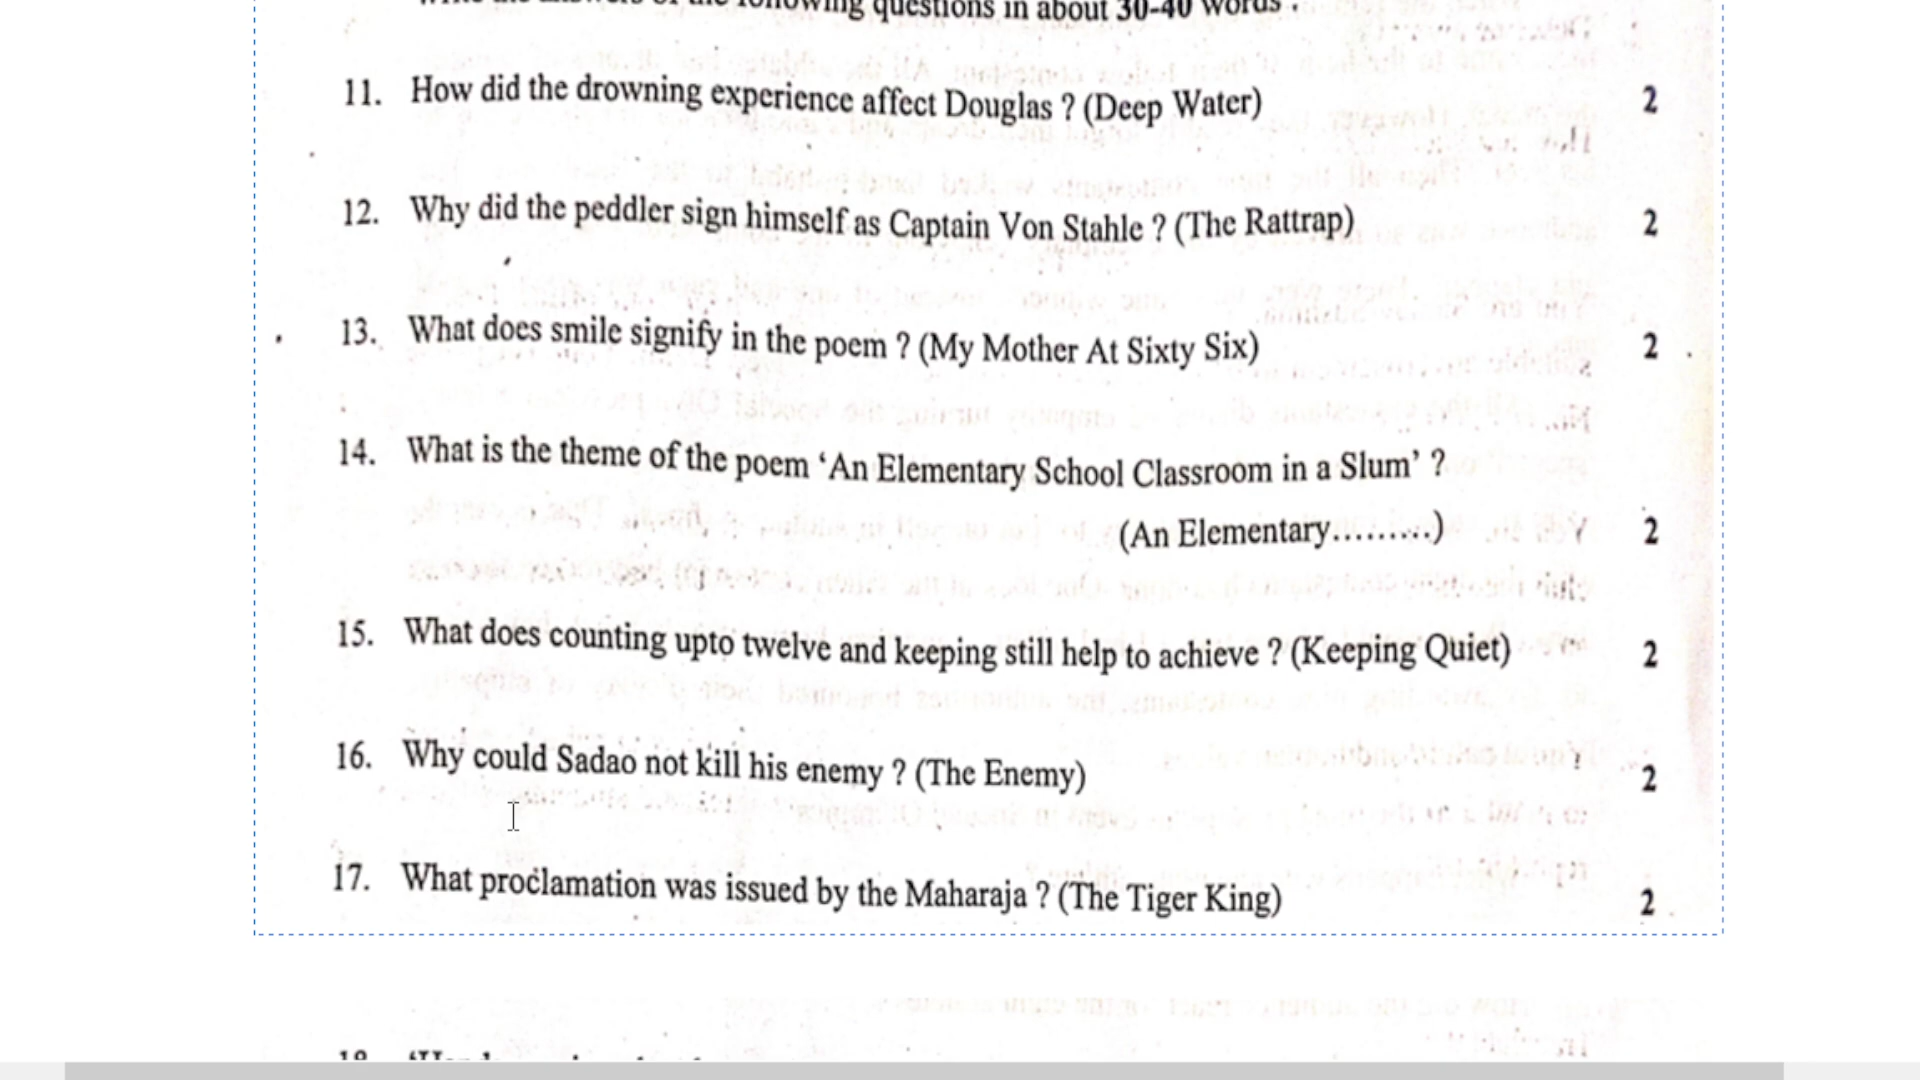 following questions in about 30-40 words .
11. How did the drowning experience affect Douglas ? (Deep Water) 2
12. Why did the peddler sign himself as Captain Von Stahle ? (The Rattrap) 2
13. What does smile signify in the poem ? (My Mother At Sixty Six) 2
14. What is the theme of the poem ‘An Elementary School Classroom in a Slum’ ?
(An Elementary.........) 2
15. What does counting upto twelve and keeping still help to achieve ? (Keeping Quiet) 2
16. Why could Sadao not kill his enemy ? (The Enemy) 2
17. What proclamation was issued by the Maharaja ? (The Tiger King) 2